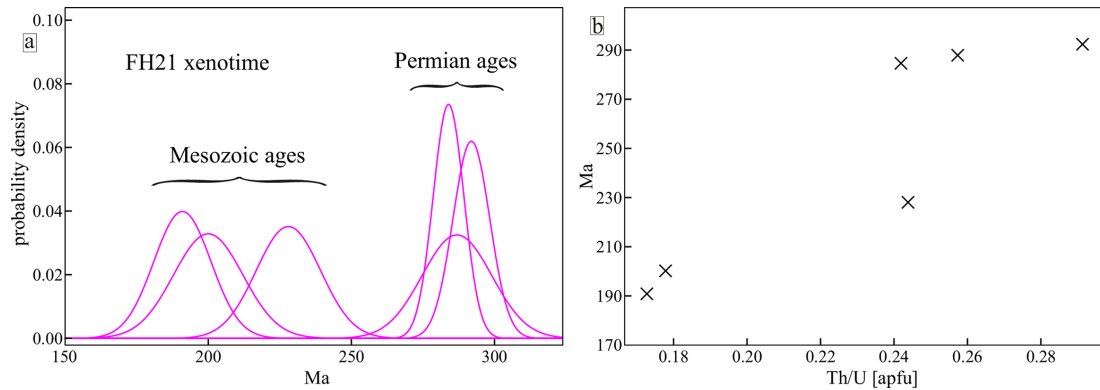 a
FH21 xenotime
Permian ages
Mesozoic ages
probability density
0.10
0.08
0.06
0.04
0.02
0.00
150
200
250
300
Ma
b
Ma
290
270
250
230
210
190
170
0.18
0.20
0.22
0.24
0.26
0.28
Th/U [apfu]